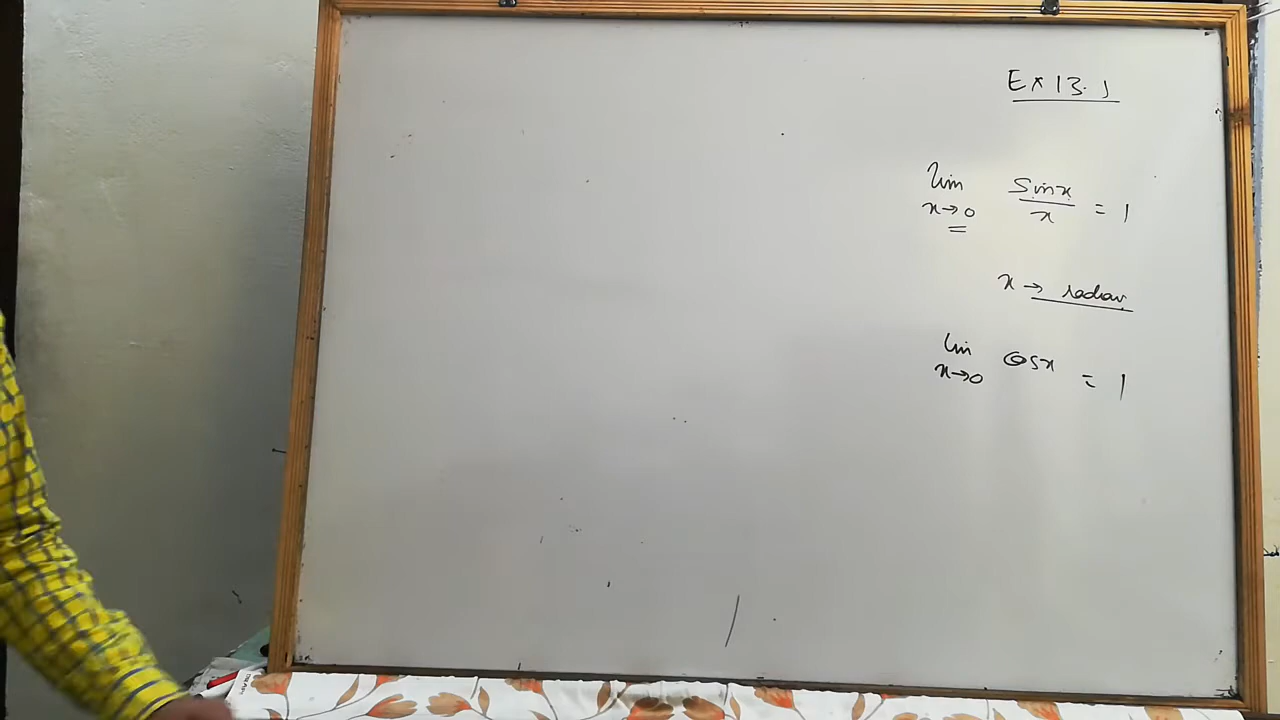 Ex 13.1
lim x→0 sinx/x = 1
x → radian
lim x→0 cosx = 1